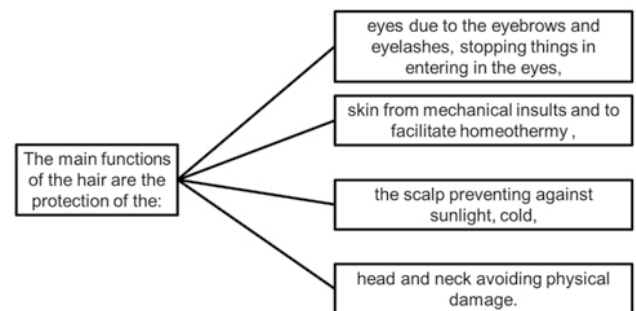 The main functions
of the hair are the
protection of the:
eyes due to the eyebrows and
eyelashes, stopping things in
entering in the eyes,
skin from mechanical insults and to
facilitate homeothermy ,
the scalp preventing against
sunlight, cold,
head and neck avoiding physical
damage.